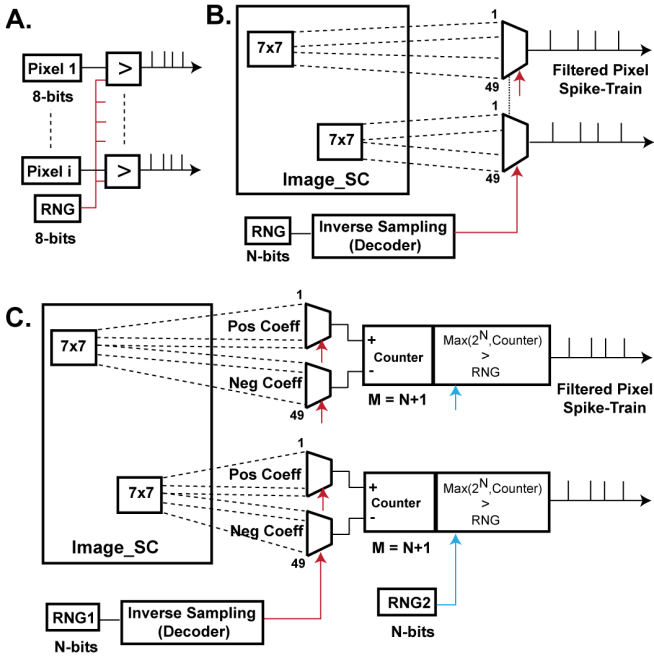 A.
Pixel 1
>
8-bits
Pixel i
>
RNG
8-bits
B.
7x7
1
49
Filtered Pixel
Spike-Train
1
7x7
49
Image_SC
RNG
N-bits
Inverse Sampling
(Decoder)
C.
7x7
1
Pos Coeff
Neg Coeff
49
+
Counter
-
M = N+1
Max(2^N,Counter)
>
RNG
Filtered Pixel
Spike-Train
7x7
1
Pos Coeff
Neg Coeff
49
+
Counter
-
M = N+1
Max(2^N,Counter)
>
RNG
Image_SC
RNG1
N-bits
Inverse Sampling
(Decoder)
RNG2
N-bits